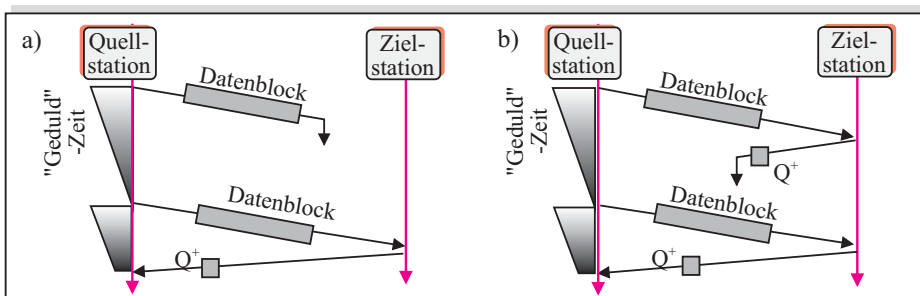 a)
Quell-
station
Ziel-
station
"Geduld"
-Zeit
Datenblock
Datenblock
Q+
b)
Quell-
station
Ziel-
station
"Geduld"
-Zeit
Datenblock
Q+
Datenblock
Q+